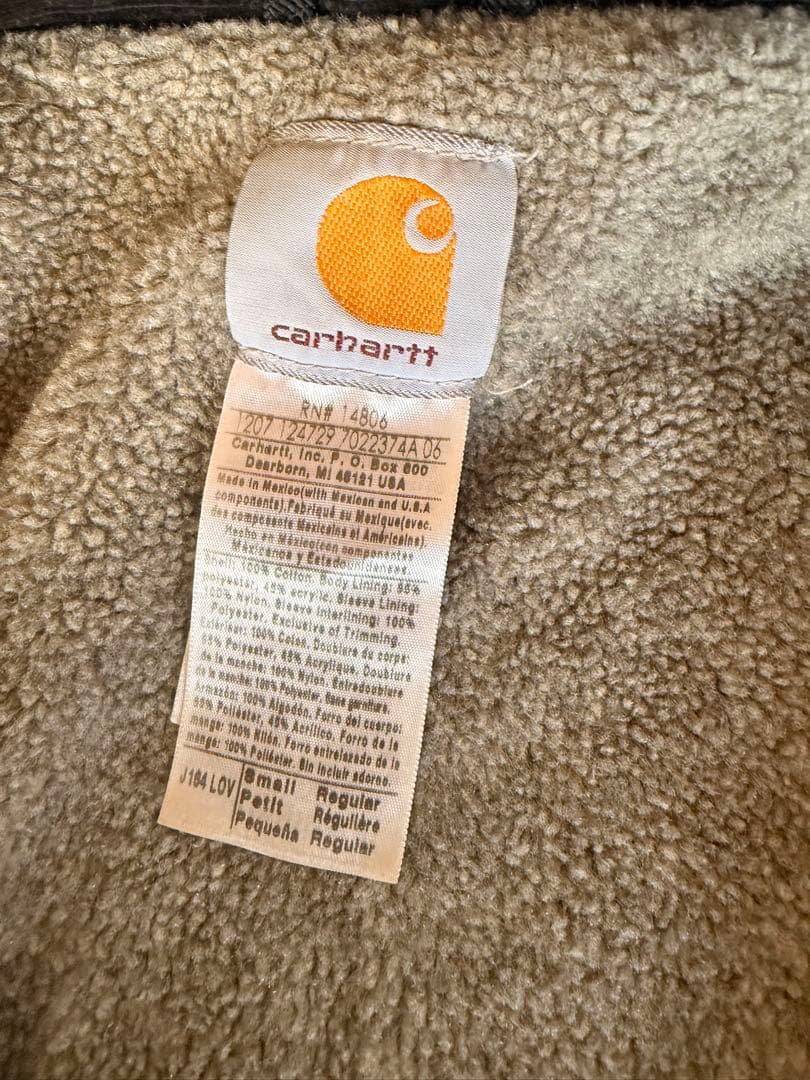 carhartt
RN# 14806
1207 124729 7022374A 06
Carhartt, Inc. P. O. Box 600
Dearborn, MI 48121 USA
Made in Mexico(with Mexican and U.S.A
components).Fabriqué au Mexique(avec
des composants Mexicains et Américains)
Hecho en México(con componentes
Mexicanos y Estadounidenses.
Shell: 100% Cotton. Body Lining: 55%
Polyester, 45% acrylic. Sleeve Lining:
100% Nylon. Sleeve Interlining: 100%
Polyester, Exclusive of Trimming.
Extérieur: 100% Coton. Doublure du corps:
55% Polyester, 45% Acrylique. Doublure
de la manche: 100% Nylon. Entredoublure
de la manche: 100% Polyester. Sans garniture.
Armazón: 100% Algodón. Forro del cuerpo:
55% Poliéster, 45% Acrílico. Forro de la
manga: 100% Nilón. Forro entrelazado de la
manga: 100% Poliéster. Sin incluir adorno.
J184 LOV
Small Regular
Petit Régulière
Pequeña Regular